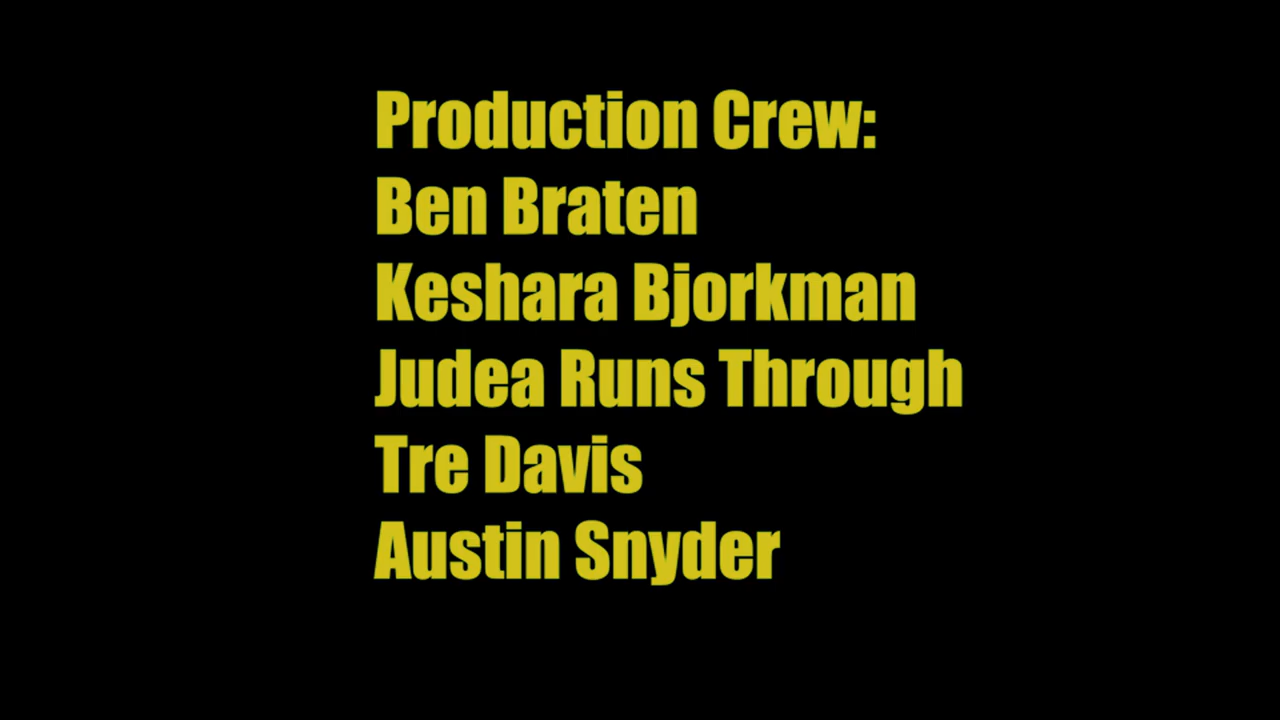 Production Crew:
Ben Braten
Keshara Bjorkman
Judea Runs Through
Tre Davis
Austin Snyder